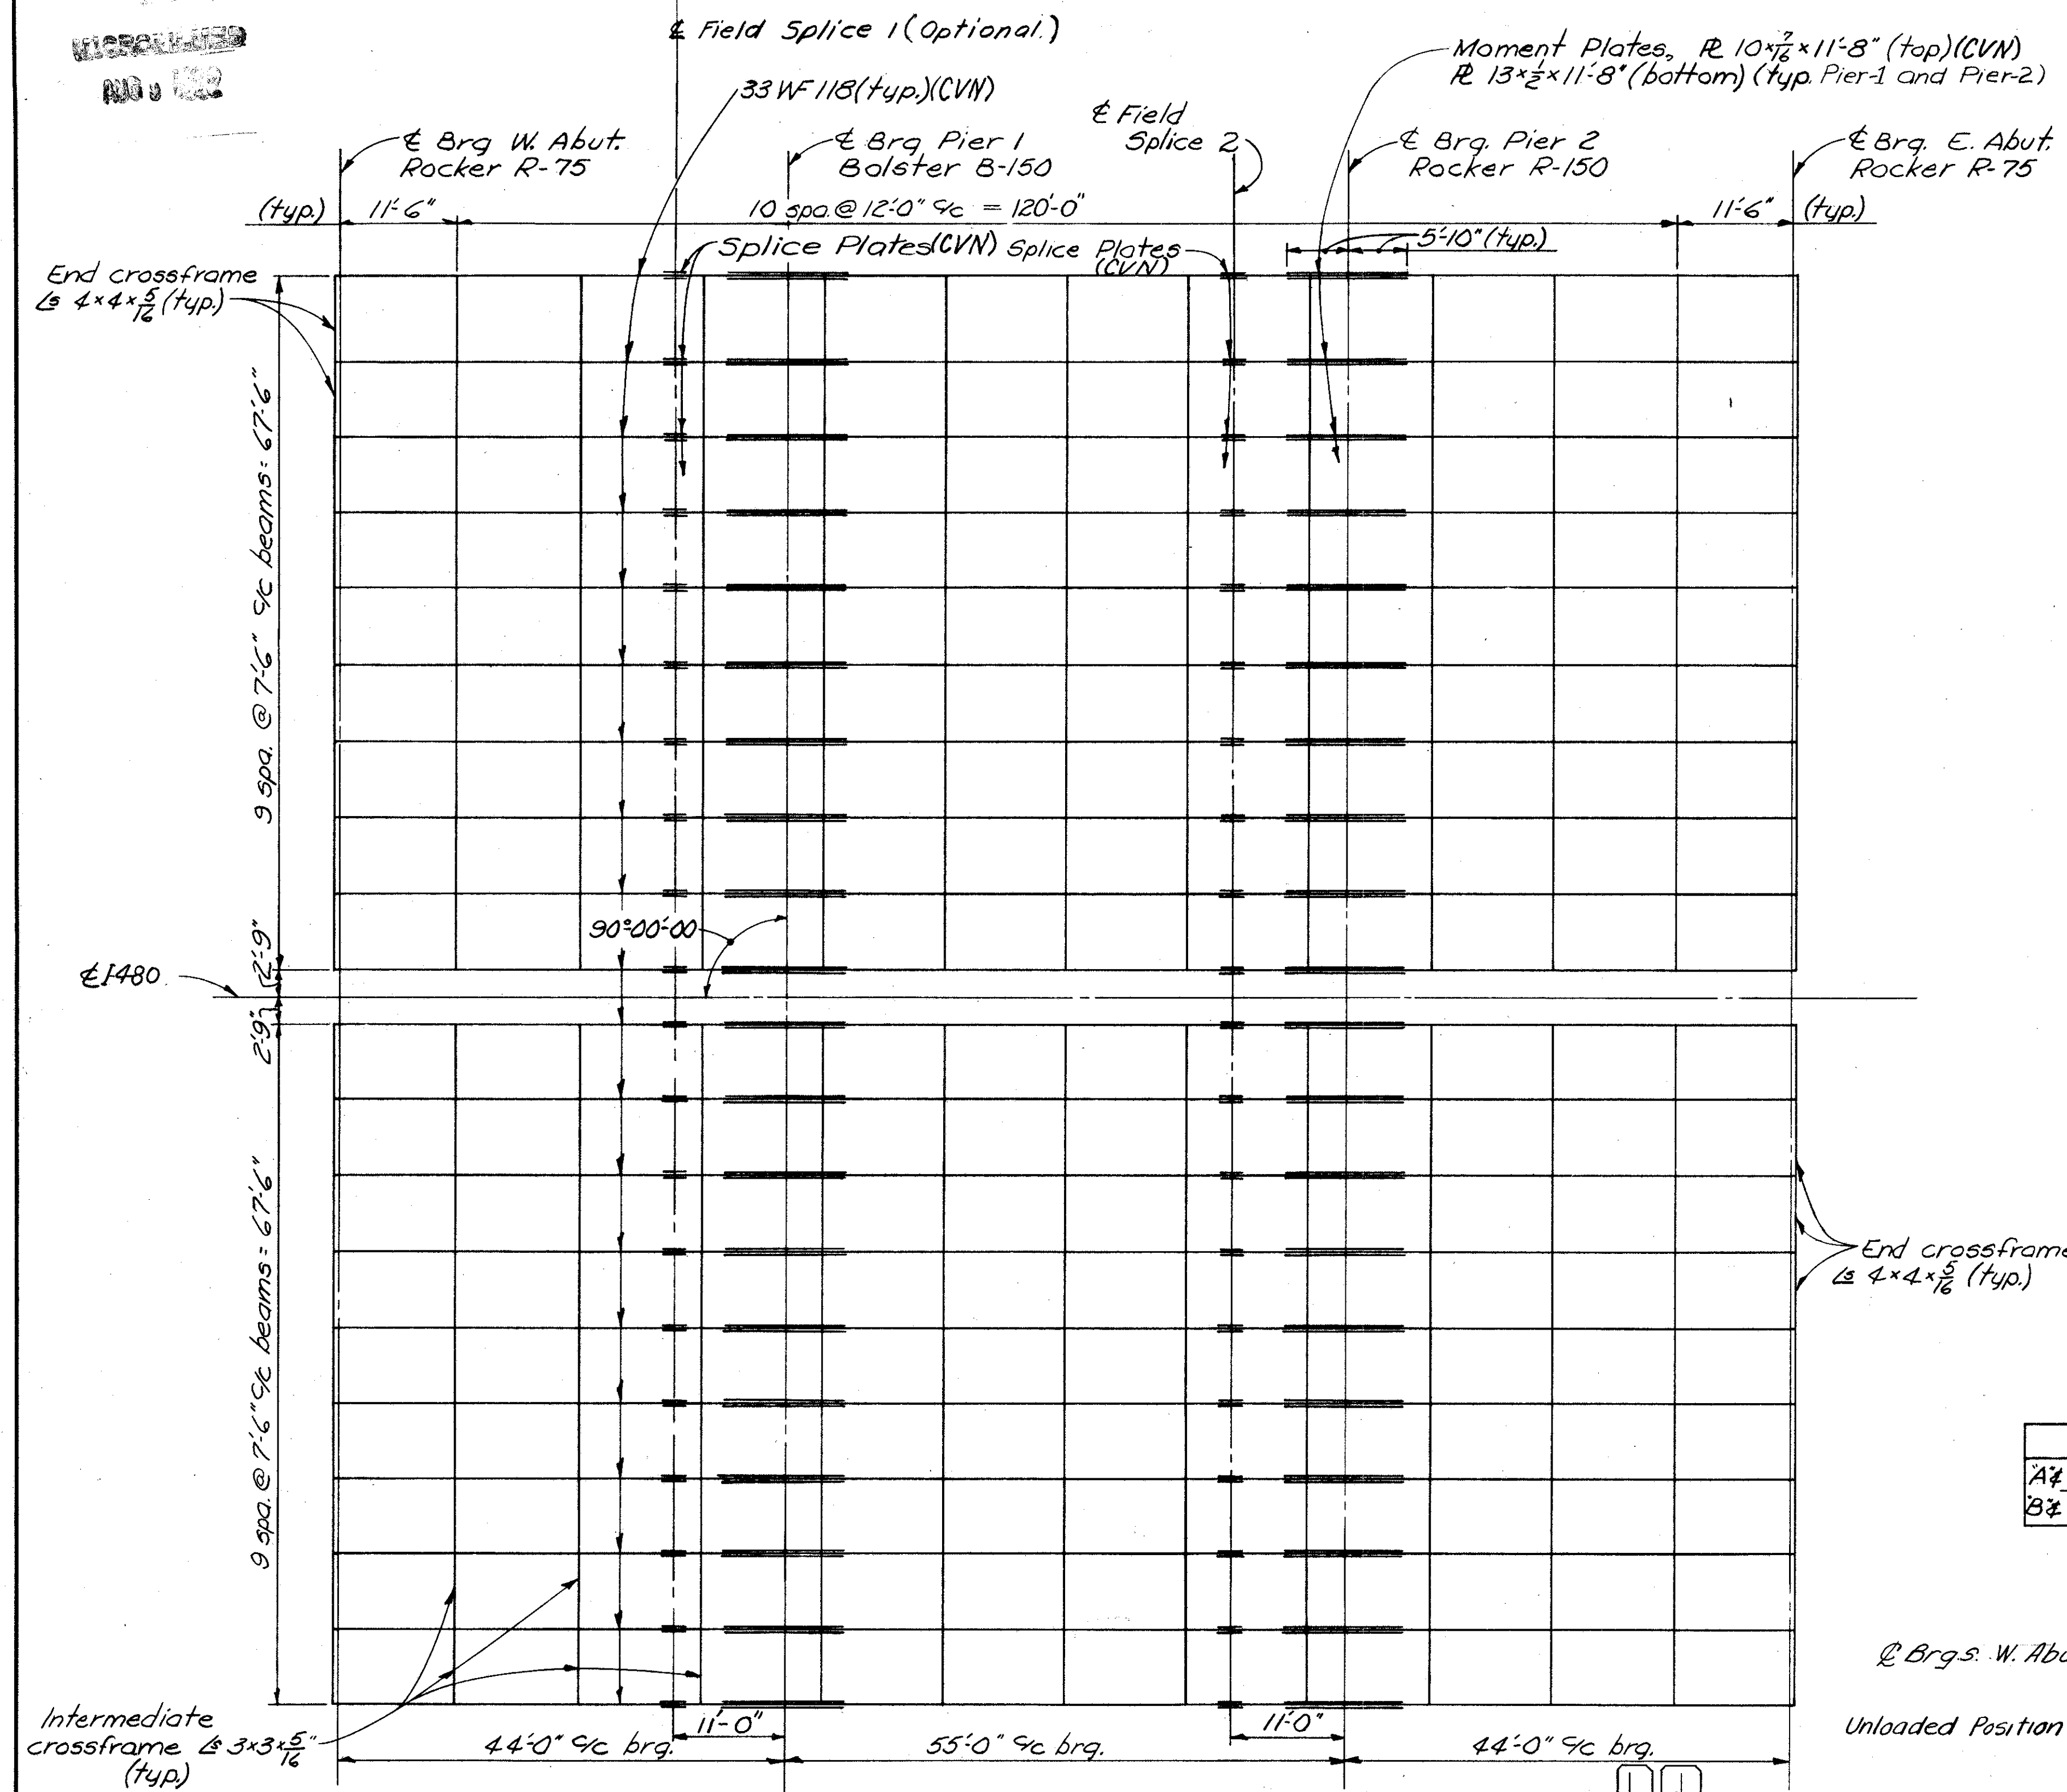 MICROFILMED
AUG
℄ Field Splice 1 (Optional.)
33 WF 118 (typ.)(CVN)
Moment Plates, ℞ 10×7/16×11'-8" (top)(CVN)
℞ 13×1/2×11'-8" (bottom) (typ. Pier-1 and Pier-2)
℄ Brg W. Abut.
Rocker R-75
℄ Brg Pier 1
Bolster B-150
℄ Field
Splice 2
℄ Brg. Pier 2
Rocker R-150
℄ Brg. E. Abut.
Rocker R-75
(typ.) 11'-6" 10 spa. @ 12'-0" c/c = 120'-0" 11'-6" (typ.)
Splice Plates(CVN)
Splice Plates
(CVN)
5'-10" (typ.)
End crossframe
∠s 4×4×5/16 (typ.)
9 spa. @ 7'-6" c/c beams = 67'-6"
90°-00'-00
2'-9"
℄ I-480
2'-9"
9 spa. @ 7'-6" c/c beams = 67'-6"
End crossframe
∠s 4×4×5/16 (typ.)
"A" ℄
"B" ℄
℄ Brgs. W. Abu
Unloaded Position
Intermediate
crossframe ∠s 3×3×5/16"
(typ.)
11'-0" 11'-0"
44'-0" c/c brg. 55'-0" c/c brg. 44'-0" c/c brg.